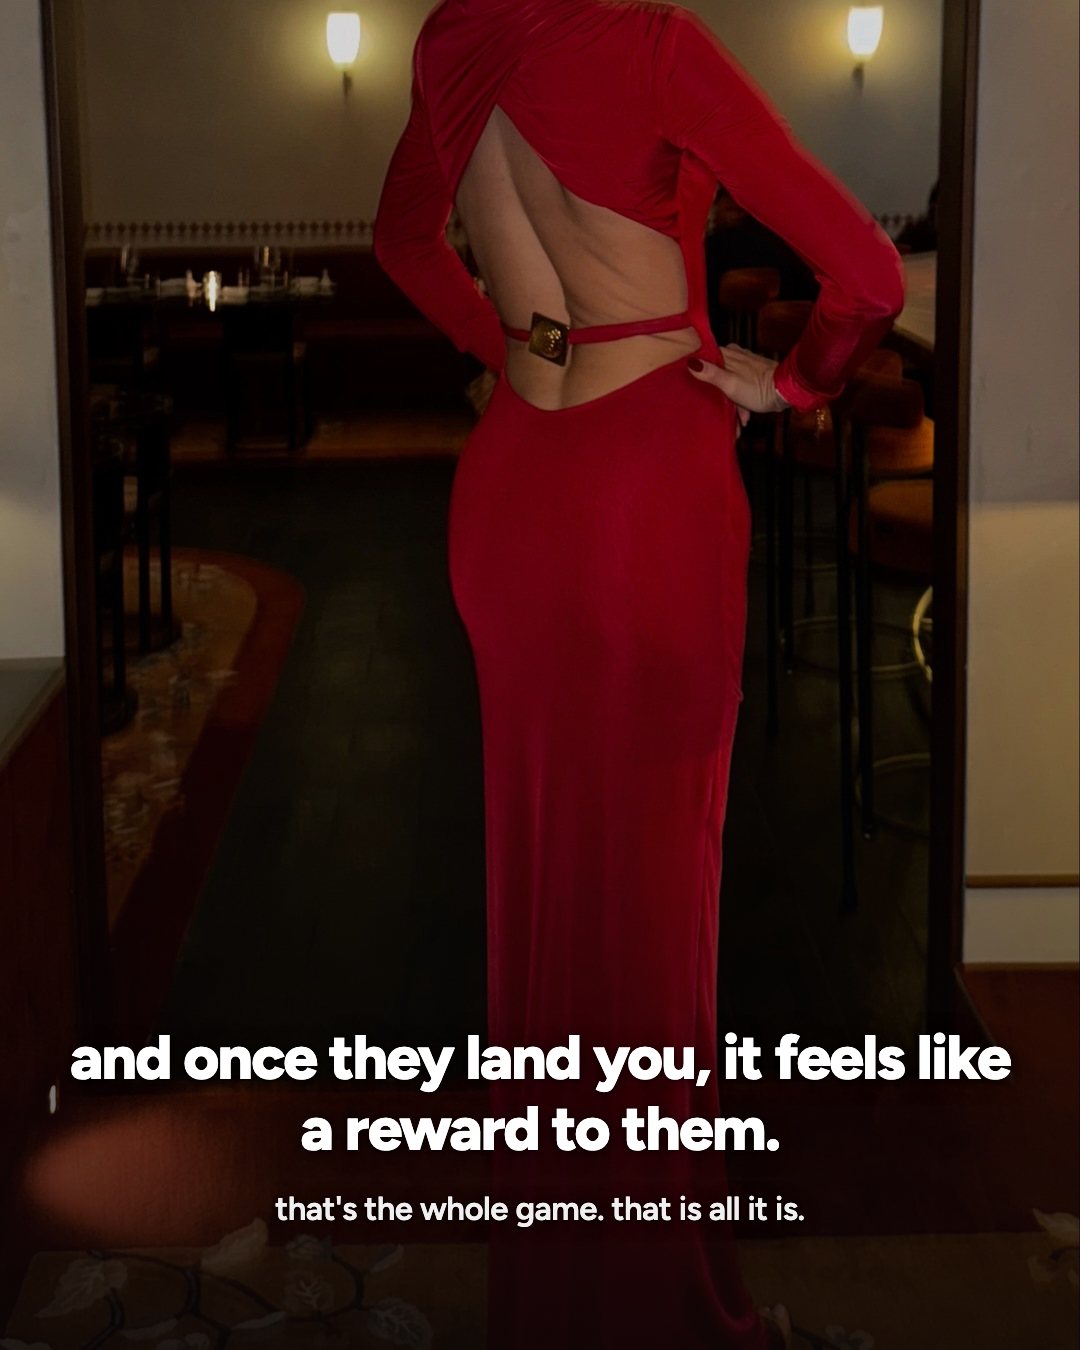 and once they land you, it feels like
a reward to them.
that's the whole game. that is all it is.